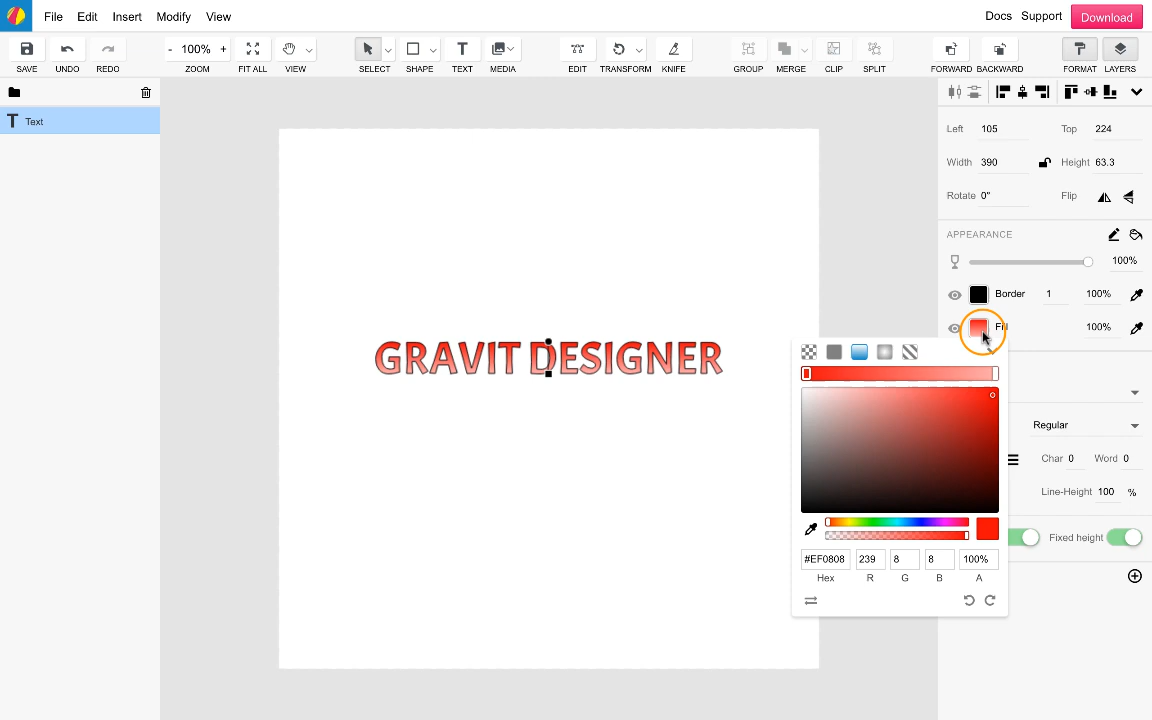 File Edit Insert Modify View Docs Support Download
- 100% +
SAVE UNDO REDO ZOOM FIT ALL VIEW SELECT SHAPE TEXT MEDIA EDIT TRANSFORM KNIFE GROUP MERGE CLIP SPLIT FORWARD BACKWARD FORMAT LAYERS
Text
Left 105 Top 224
Width 390 Height 63.3
Rotate 0° Flip
APPEARANCE
100%
Border 1 100%
Fill 100%
GRAVIT DESIGNER
Regular
Char 0 Word 0
Line-Height 100 %
Fixed height
#EF0808 239 8 8 100%
Hex R G B A